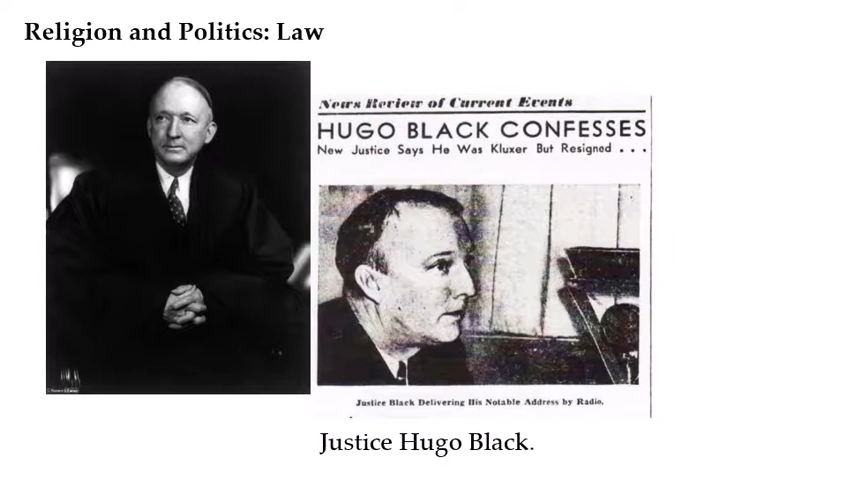 Religion and Politics: Law
News Review of Current Events
HUGO BLACK CONFESSES
New Justice Says He Was Kluxer But Resigned . . .
Justice Black Delivering His Notable Address by Radio.
Justice Hugo Black.